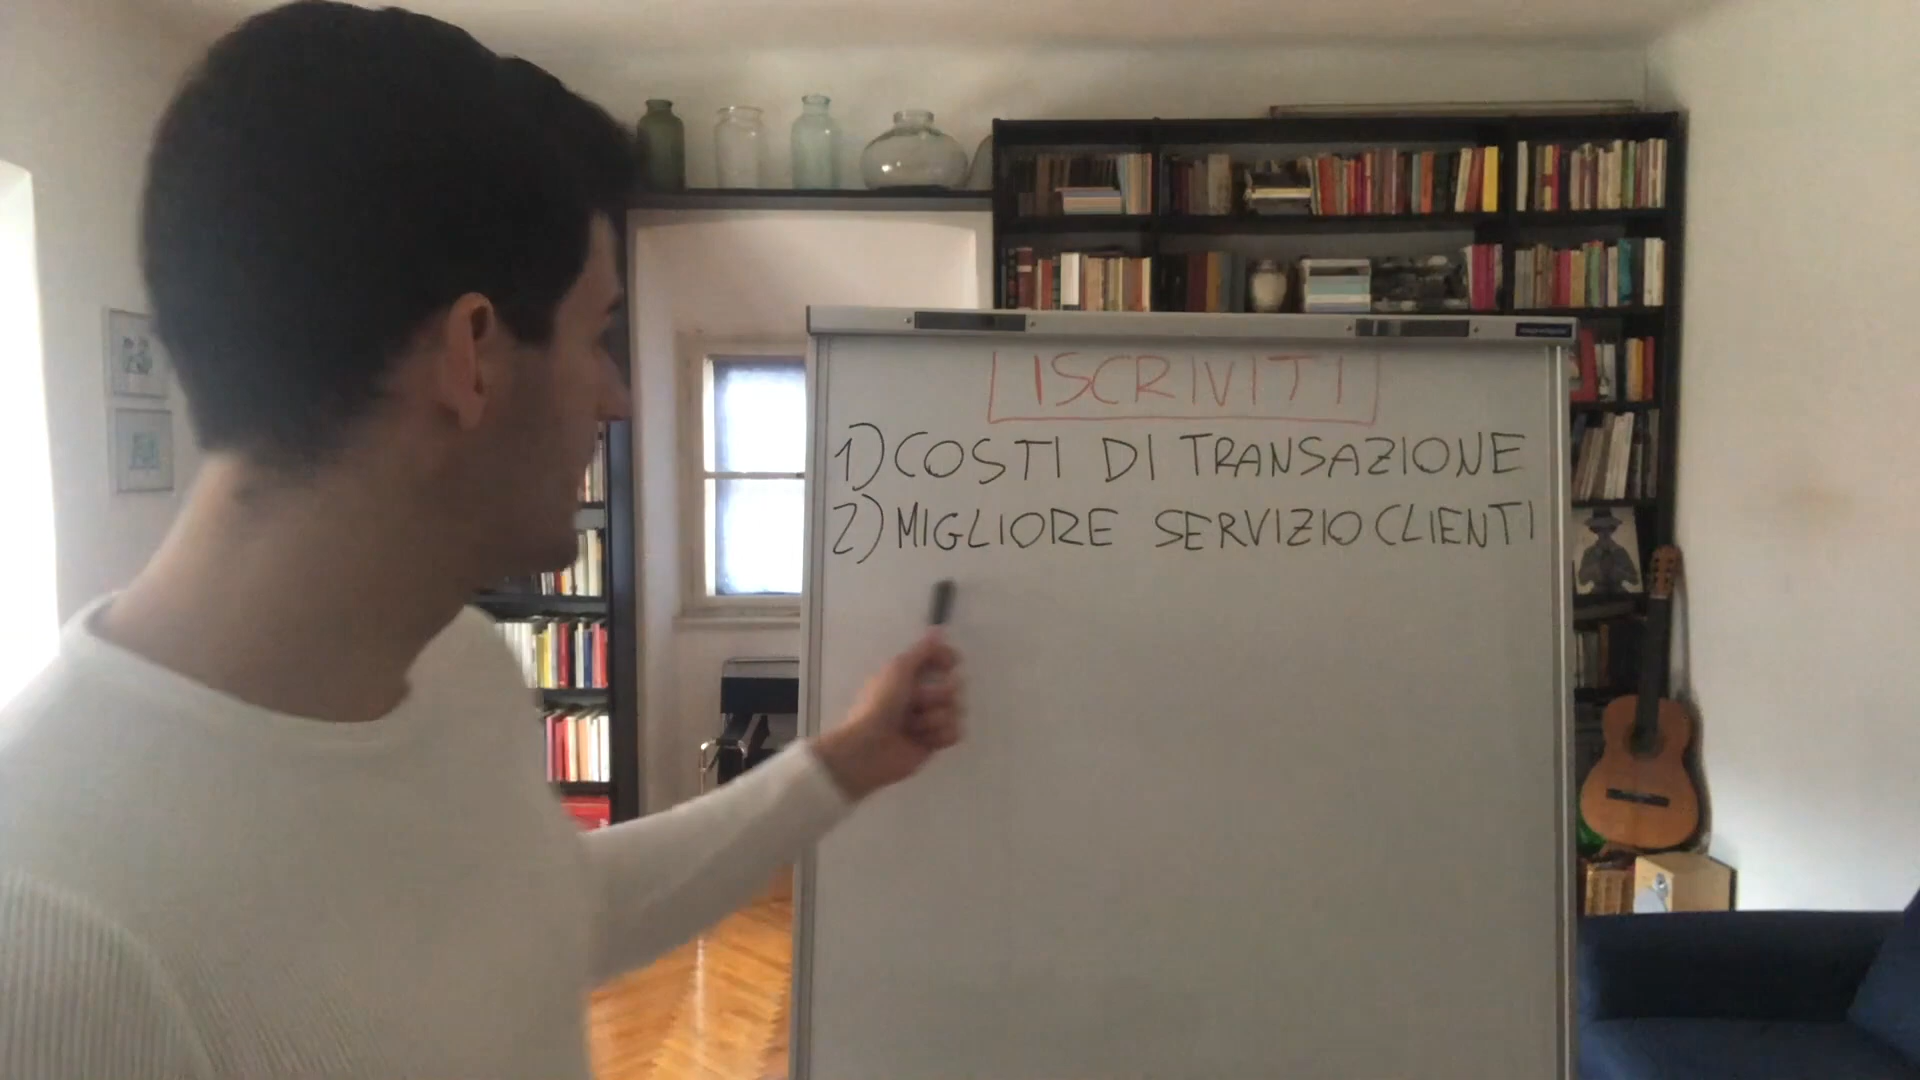 ISCRIVITI
1) COSTI DI TRANSAZIONE
2) MIGLIORE SERVIZIO CLIENTI